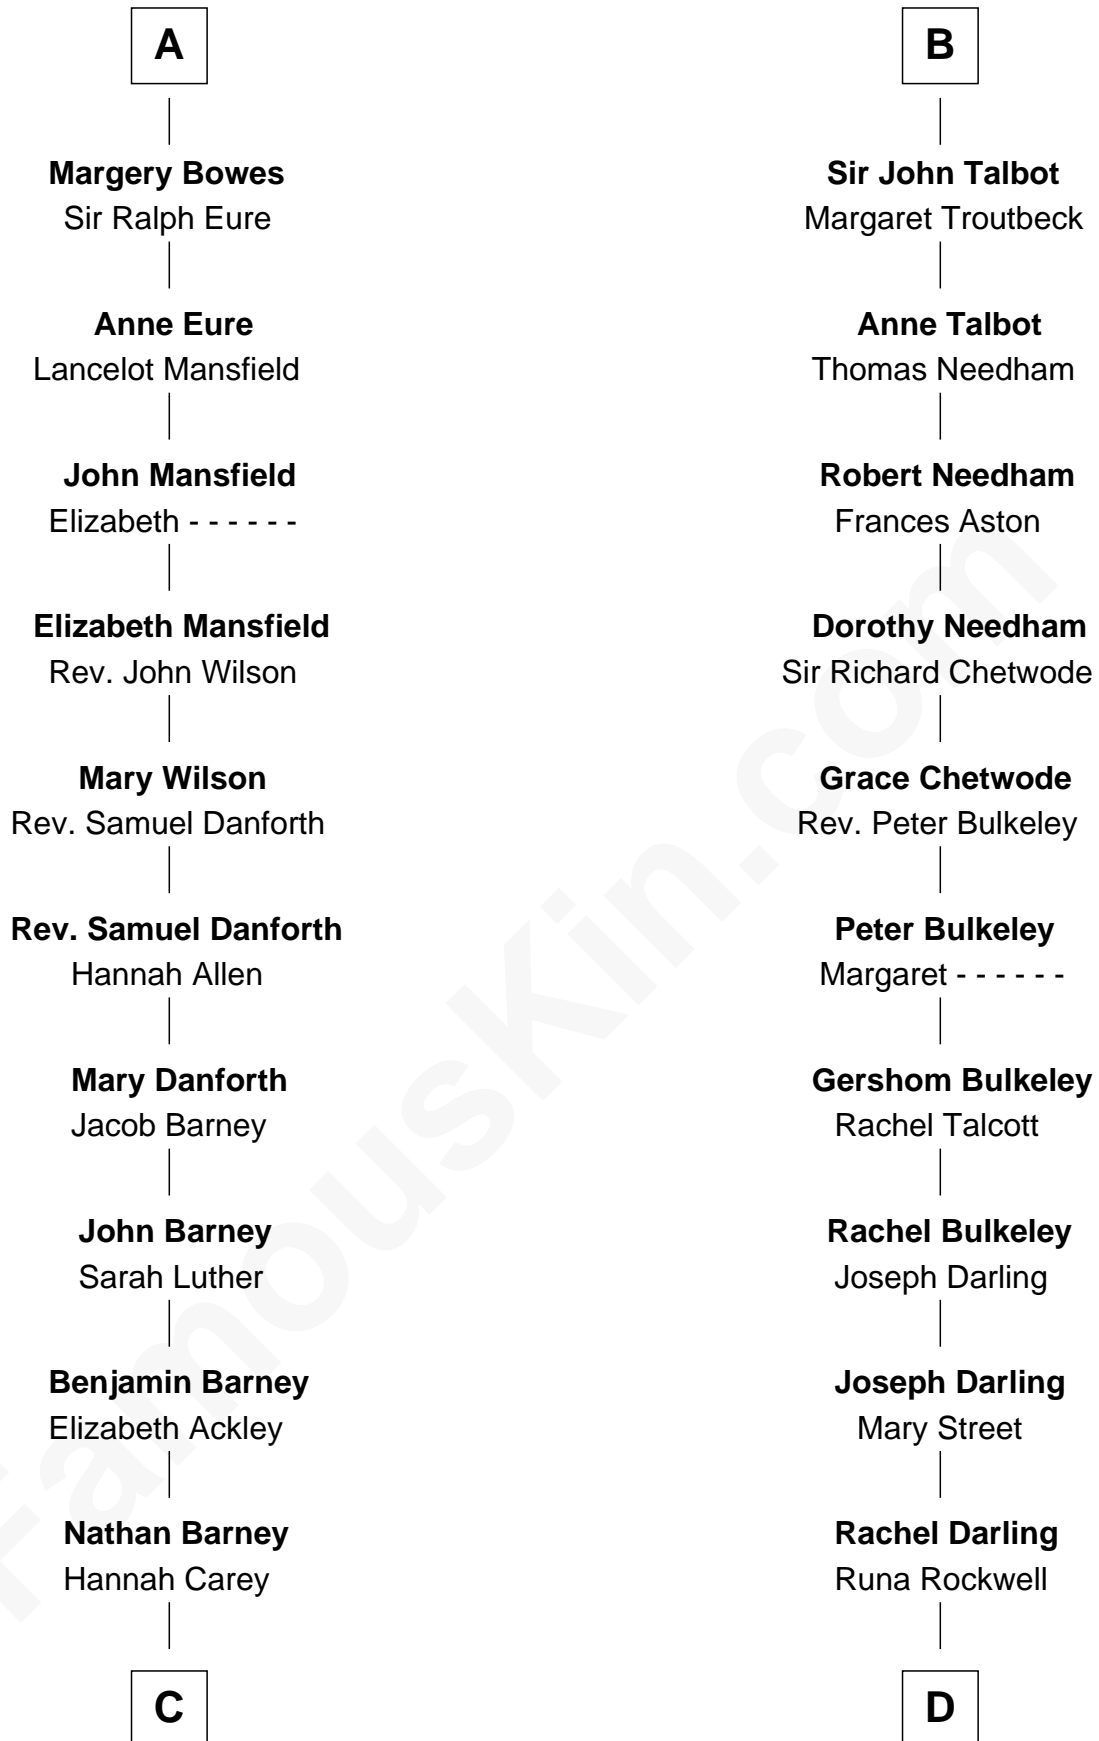 A
Margery Bowes
Sir Ralph Eure
Anne Eure
Lancelot Mansfield
John Mansfield
Elizabeth - - - - - -
Elizabeth Mansfield
Rev. John Wilson
Mary Wilson
Rev. Samuel Danforth
Rev. Samuel Danforth
Hannah Allen
Mary Danforth
Jacob Barney
John Barney
Sarah Luther
Benjamin Barney
Elizabeth Ackley
Nathan Barney
Hannah Carey
C
B
Sir John Talbot
Margaret Troutbeck
Anne Talbot
Thomas Needham
Robert Needham
Frances Aston
Dorothy Needham
Sir Richard Chetwode
Grace Chetwode
Rev. Peter Bulkeley
Peter Bulkeley
Margaret - - - - - -
Gershom Bulkeley
Rachel Talcott
Rachel Bulkeley
Joseph Darling
Joseph Darling
Mary Street
Rachel Darling
Runa Rockwell
D
FamousKin.com